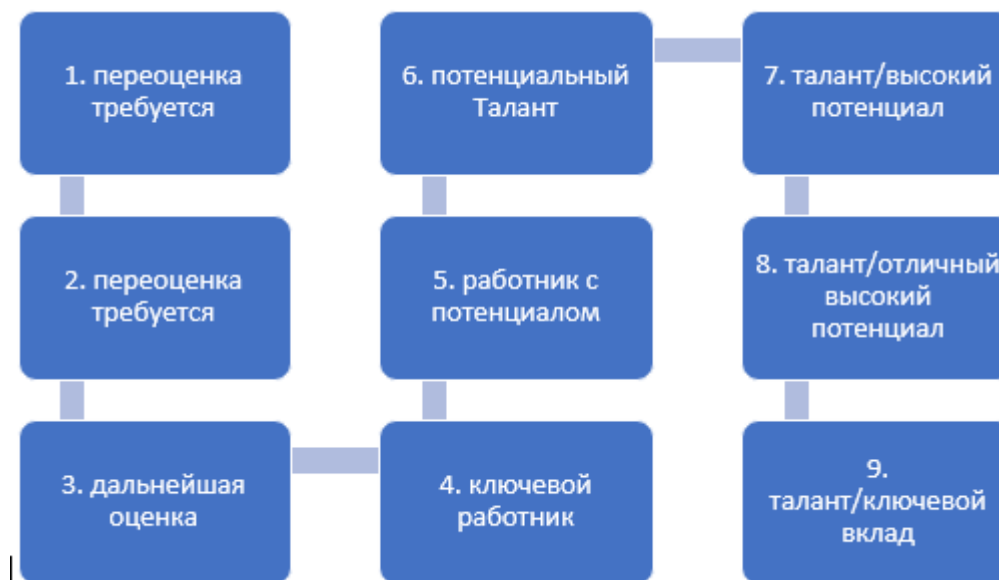 1. переоценка
требуется
2. переоценка
требуется
3. дальнейшая
оценка
4. ключевой
работник
5. работник с
потенциалом
6. потенциальный
Талант
7. талант/высокий
потенциал
8. талант/отличный
высокий
потенциал
9.
талант/ключевой
вклад